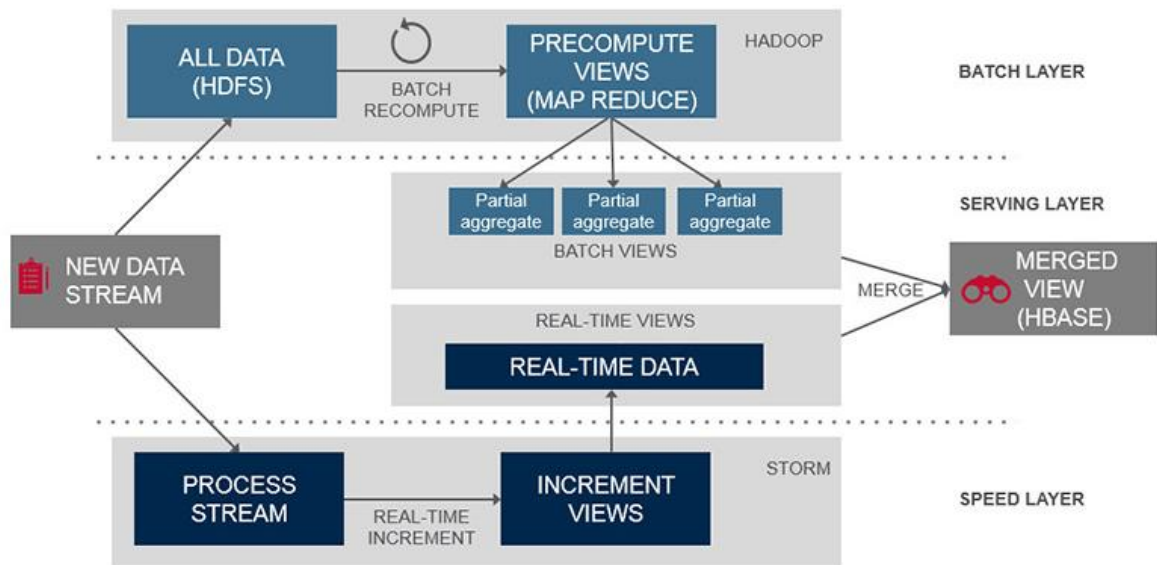 ALL DATA
(HDFS)
BATCH
RECOMPUTE
PRECOMPUTE
VIEWS
(MAP REDUCE)
HADOOP
BATCH LAYER
Partial
aggregate
Partial
aggregate
Partial
aggregate
BATCH VIEWS
SERVING LAYER
NEW DATA
STREAM
MERGE
MERGED
VIEW
(HBASE)
REAL-TIME VIEWS
REAL-TIME DATA
PROCESS
STREAM
REAL-TIME
INCREMENT
INCREMENT
VIEWS
STORM
SPEED LAYER